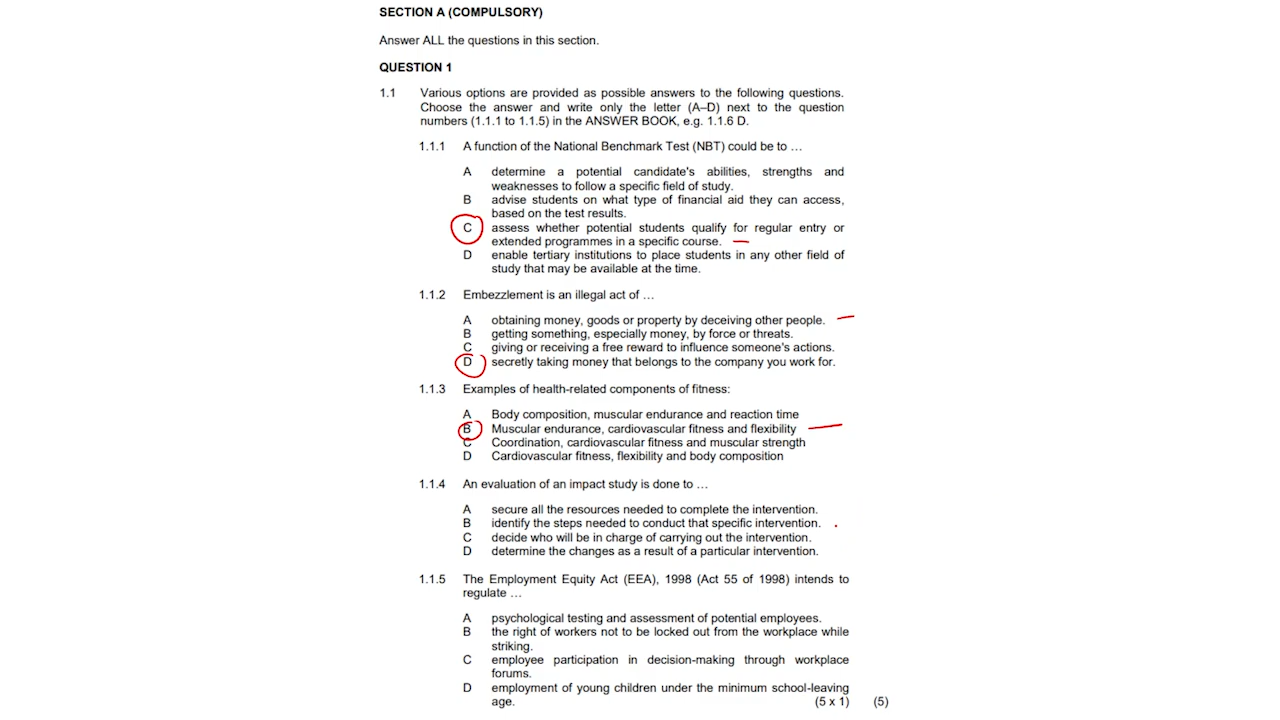 SECTION A (COMPULSORY)
Answer ALL the questions in this section.
QUESTION 1
1.1 Various options are provided as possible answers to the following questions.
Choose the answer and write only the letter (A–D) next to the question
numbers (1.1.1 to 1.1.5) in the ANSWER BOOK, e.g. 1.1.6 D.
1.1.1 A function of the National Benchmark Test (NBT) could be to …
A determine a potential candidate's abilities, strengths and
weaknesses to follow a specific field of study.
B advise students on what type of financial aid they can access,
based on the test results.
C assess whether potential students qualify for regular entry or
extended programmes in a specific course.
D enable tertiary institutions to place students in any other field of
study that may be available at the time.
1.1.2 Embezzlement is an illegal act of …
A obtaining money, goods or property by deceiving other people.
B getting something, especially money, by force or threats.
C giving or receiving a free reward to influence someone's actions.
D secretly taking money that belongs to the company you work for.
1.1.3 Examples of health-related components of fitness:
A Body composition, muscular endurance and reaction time
B Muscular endurance, cardiovascular fitness and flexibility
C Coordination, cardiovascular fitness and muscular strength
D Cardiovascular fitness, flexibility and body composition
1.1.4 An evaluation of an impact study is done to …
A secure all the resources needed to complete the intervention.
B identify the steps needed to conduct that specific intervention.
C decide who will be in charge of carrying out the intervention.
D determine the changes as a result of a particular intervention.
1.1.5 The Employment Equity Act (EEA), 1998 (Act 55 of 1998) intends to
regulate …
A psychological testing and assessment of potential employees.
B the right of workers not to be locked out from the workplace while
striking.
C employee participation in decision-making through workplace
forums.
D employment of young children under the minimum school-leaving
age. (5 x 1) (5)